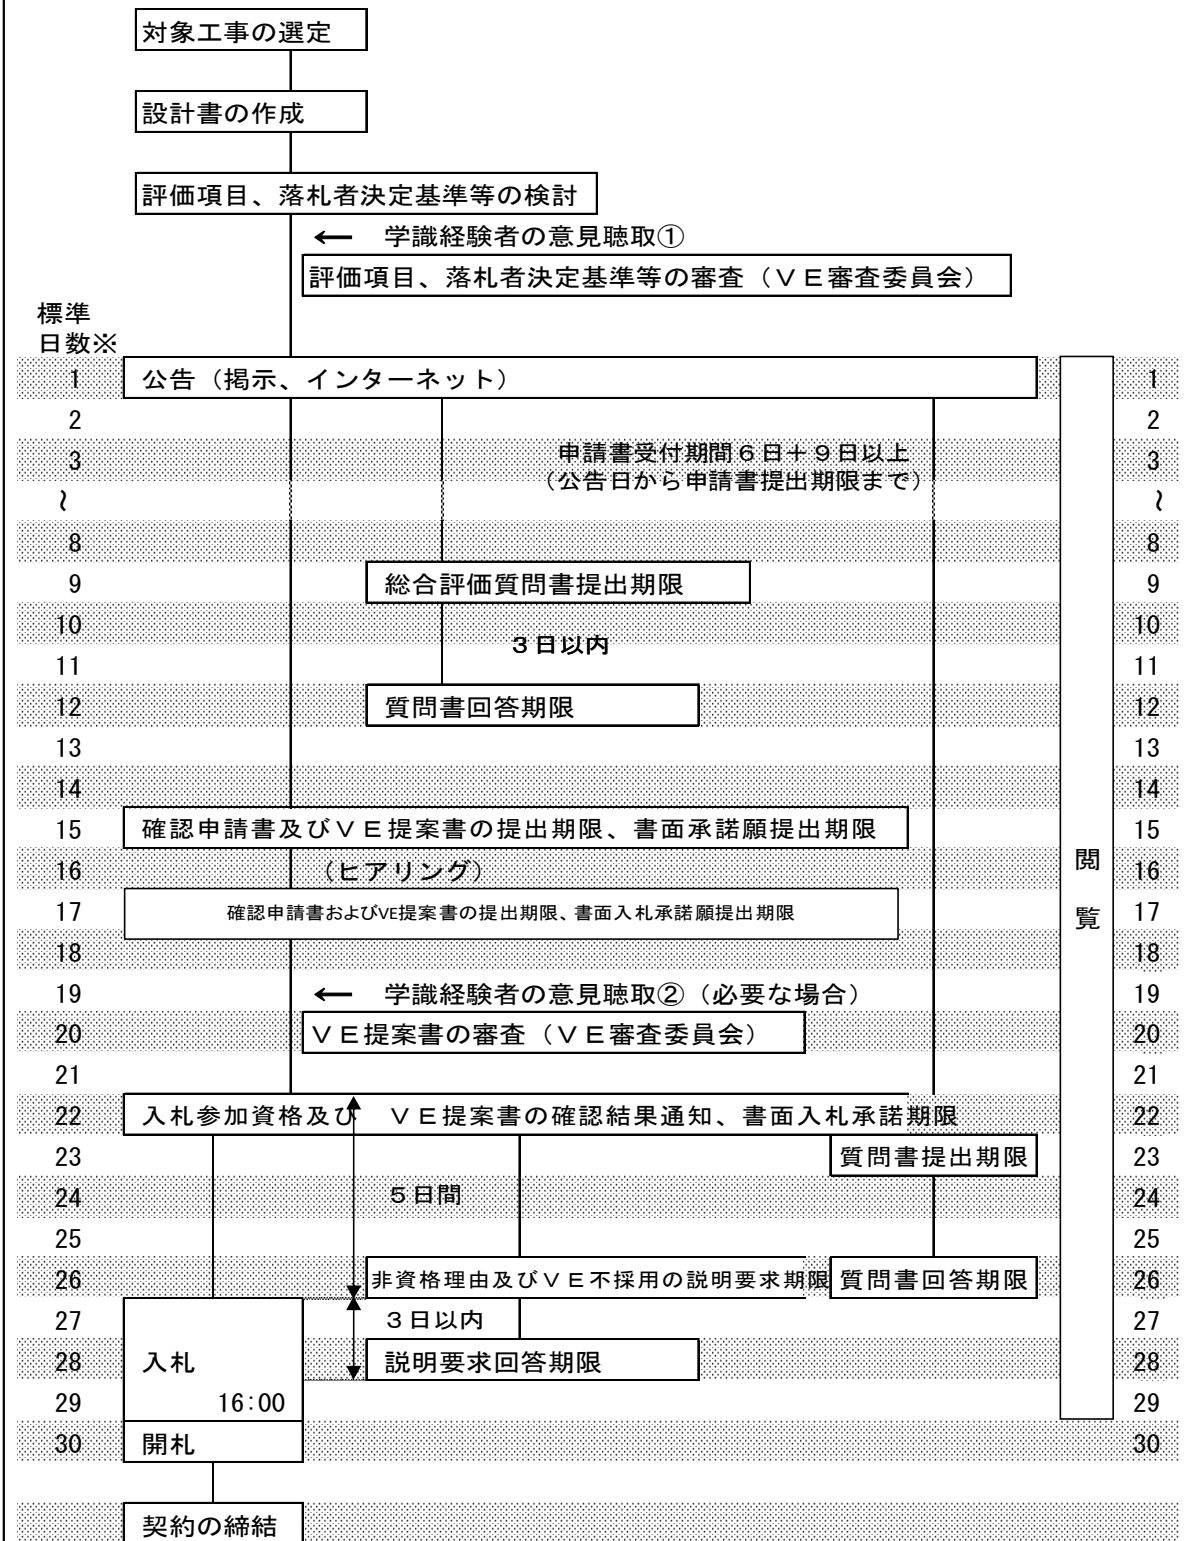 対象工事の選定
設計書の作成
評価項目、落札者決定基準等の検討
← 学識経験者の意見聴取①
評価項目、落札者決定基準等の審査（ＶＥ審査委員会）
標準
日数※
1 公告（掲示、インターネット） 1
2 2
3 申請書受付期間６日＋９日以上 3
（公告日から申請書提出期限まで）
～ ～
8 8
9 総合評価質問書提出期限 9
10 10
３日以内
11 11
12 質問書回答期限 12
13 13
14 14
15 確認申請書及びＶＥ提案書の提出期限、書面承諾願提出期限 15
16 （ヒアリング） 16
17 確認申請書およびVE提案書の提出期限、書面入札承諾願提出期限 17
18 18
19 ← 学識経験者の意見聴取②（必要な場合） 19
20 ＶＥ提案書の審査（ＶＥ審査委員会） 20
21 21
22 入札参加資格及び ＶＥ提案書の確認結果通知、書面入札承諾期限 22
23 質問書提出期限 23
24 ５日間 24
25 25
26 非資格理由及びＶＥ不採用の説明要求期限 質問書回答期限 26
27 ３日以内 27
28 入札 説明要求回答期限 28
29 16:00 29
30 開札 30
契約の締結
閲
覧